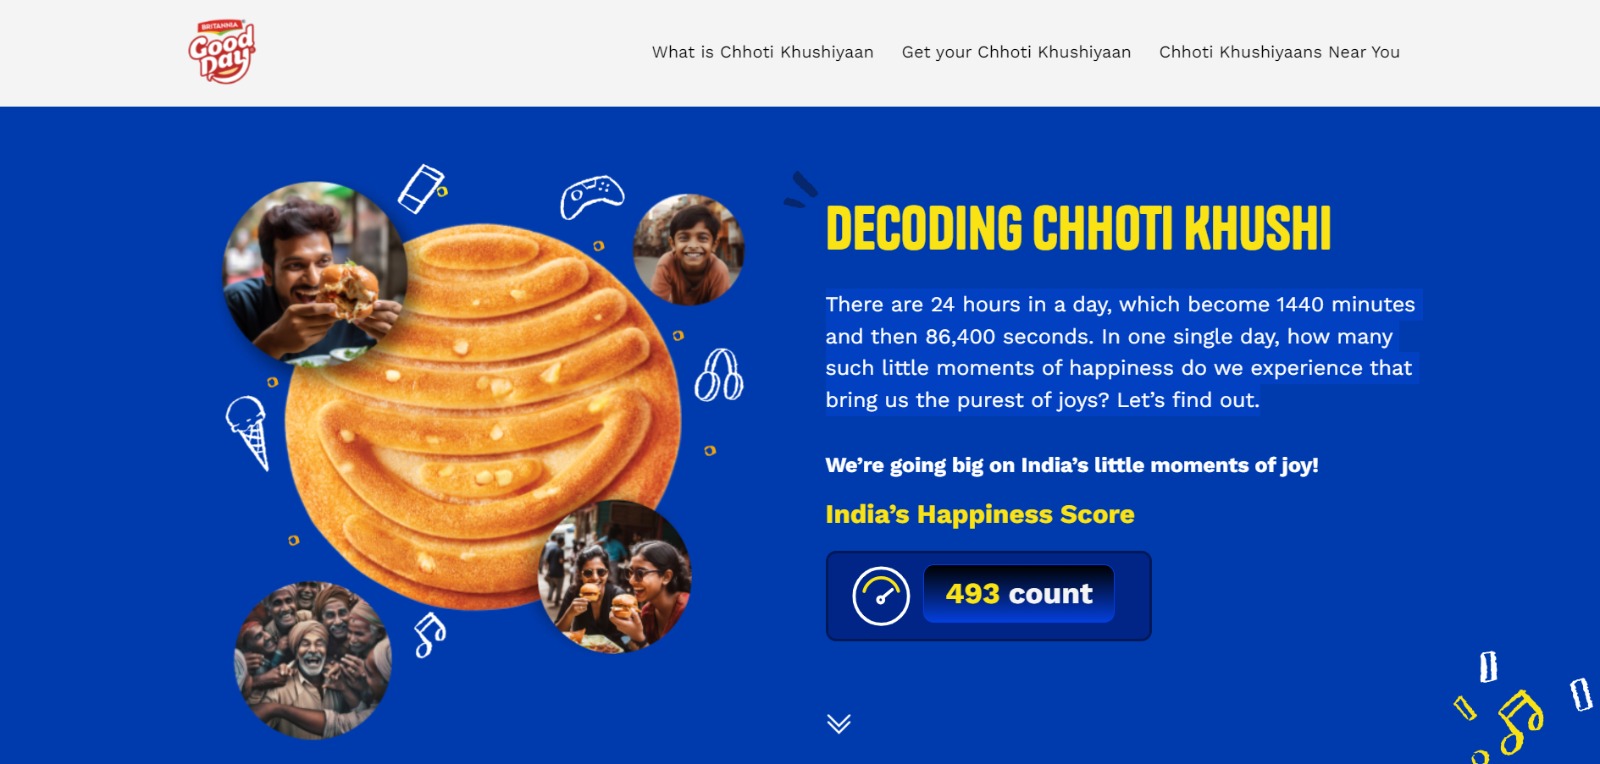 BRITANNIA
Good
Day
What is Chhoti Khushiyaan
Get your Chhoti Khushiyaan
Chhoti Khushiyaans Near You
DECODING CHHOTI KHUSHI
There are 24 hours in a day, which become 1440 minutes
and then 86,400 seconds. In one single day, how many
such little moments of happiness do we experience that
bring us the purest of joys? Let’s find out.
We’re going big on India’s little moments of joy!
India’s Happiness Score
493 count